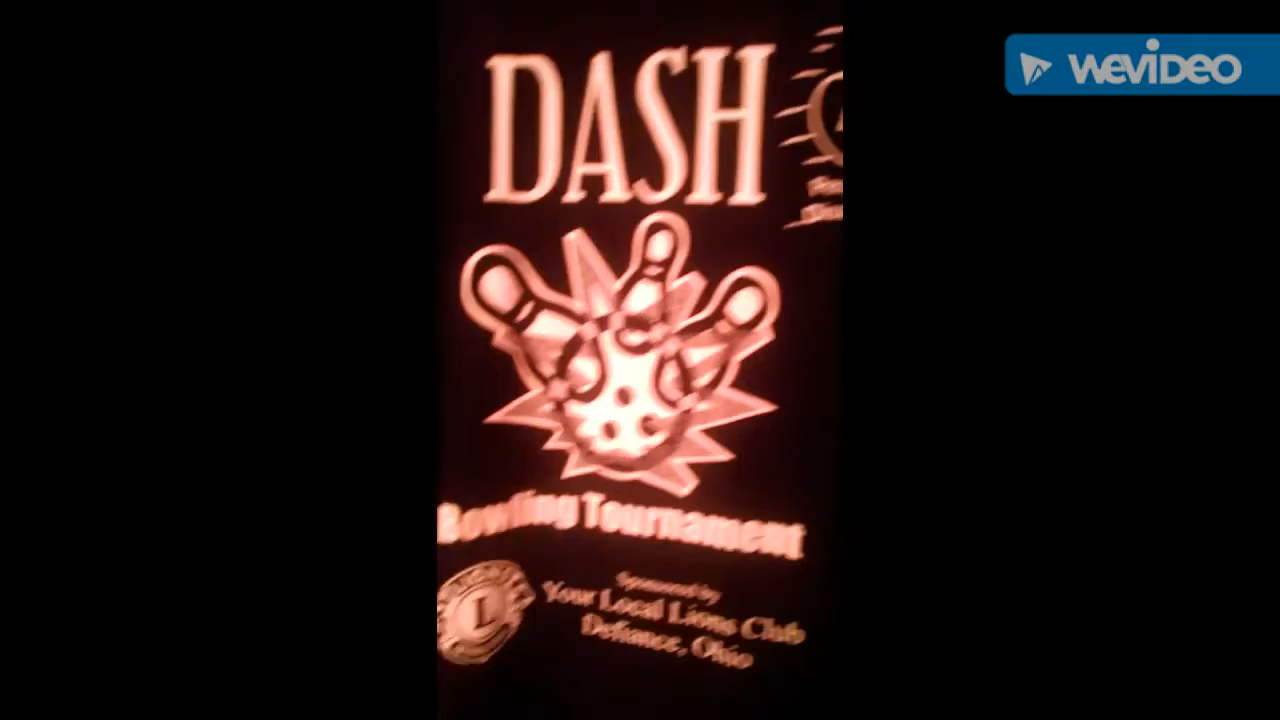 WEVIDEO
DASH
Bowling Tournament
Sponsored by
Your Local Lions Club
Defiance, Ohio
L